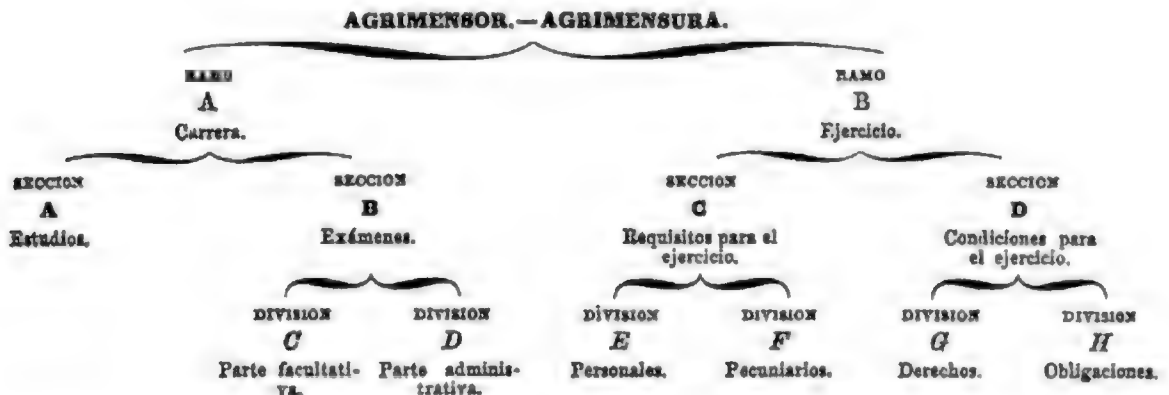 AGRIMENSOR.—AGRIMENSURA.
RAMO
A
Carrera.
RAMO
B
Ejercicio.
SECCION
A
Estudios.
SECCION
B
Exámenes.
SECCION
C
Requisitos para el
ejercicio.
SECCION
D
Condiciones para
el ejercicio.
DIVISION
C
Parte facultati-
va.
DIVISION
D
Parte adminis-
trativa.
DIVISION
E
Personales.
DIVISION
F
Pecuniarios.
DIVISION
G
Derechos.
DIVISION
H
Obligaciones.